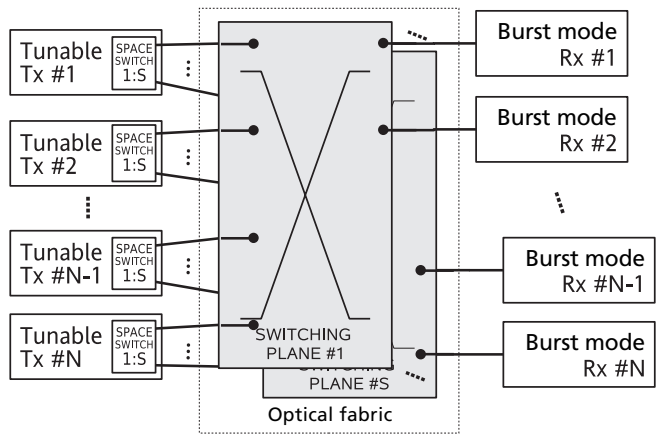 Tunable
Tx #1
SPACE
SWITCH
1:S
Tunable
Tx #2
SPACE
SWITCH
1:S
Tunable
Tx #N-1
SPACE
SWITCH
1:S
Tunable
Tx #N
SPACE
SWITCH
1:S
SWITCHING
PLANE #1
SWITCHING
PLANE #S
Optical fabric
Burst mode
Rx #1
Burst mode
Rx #2
Burst mode
Rx #N-1
Burst mode
Rx #N